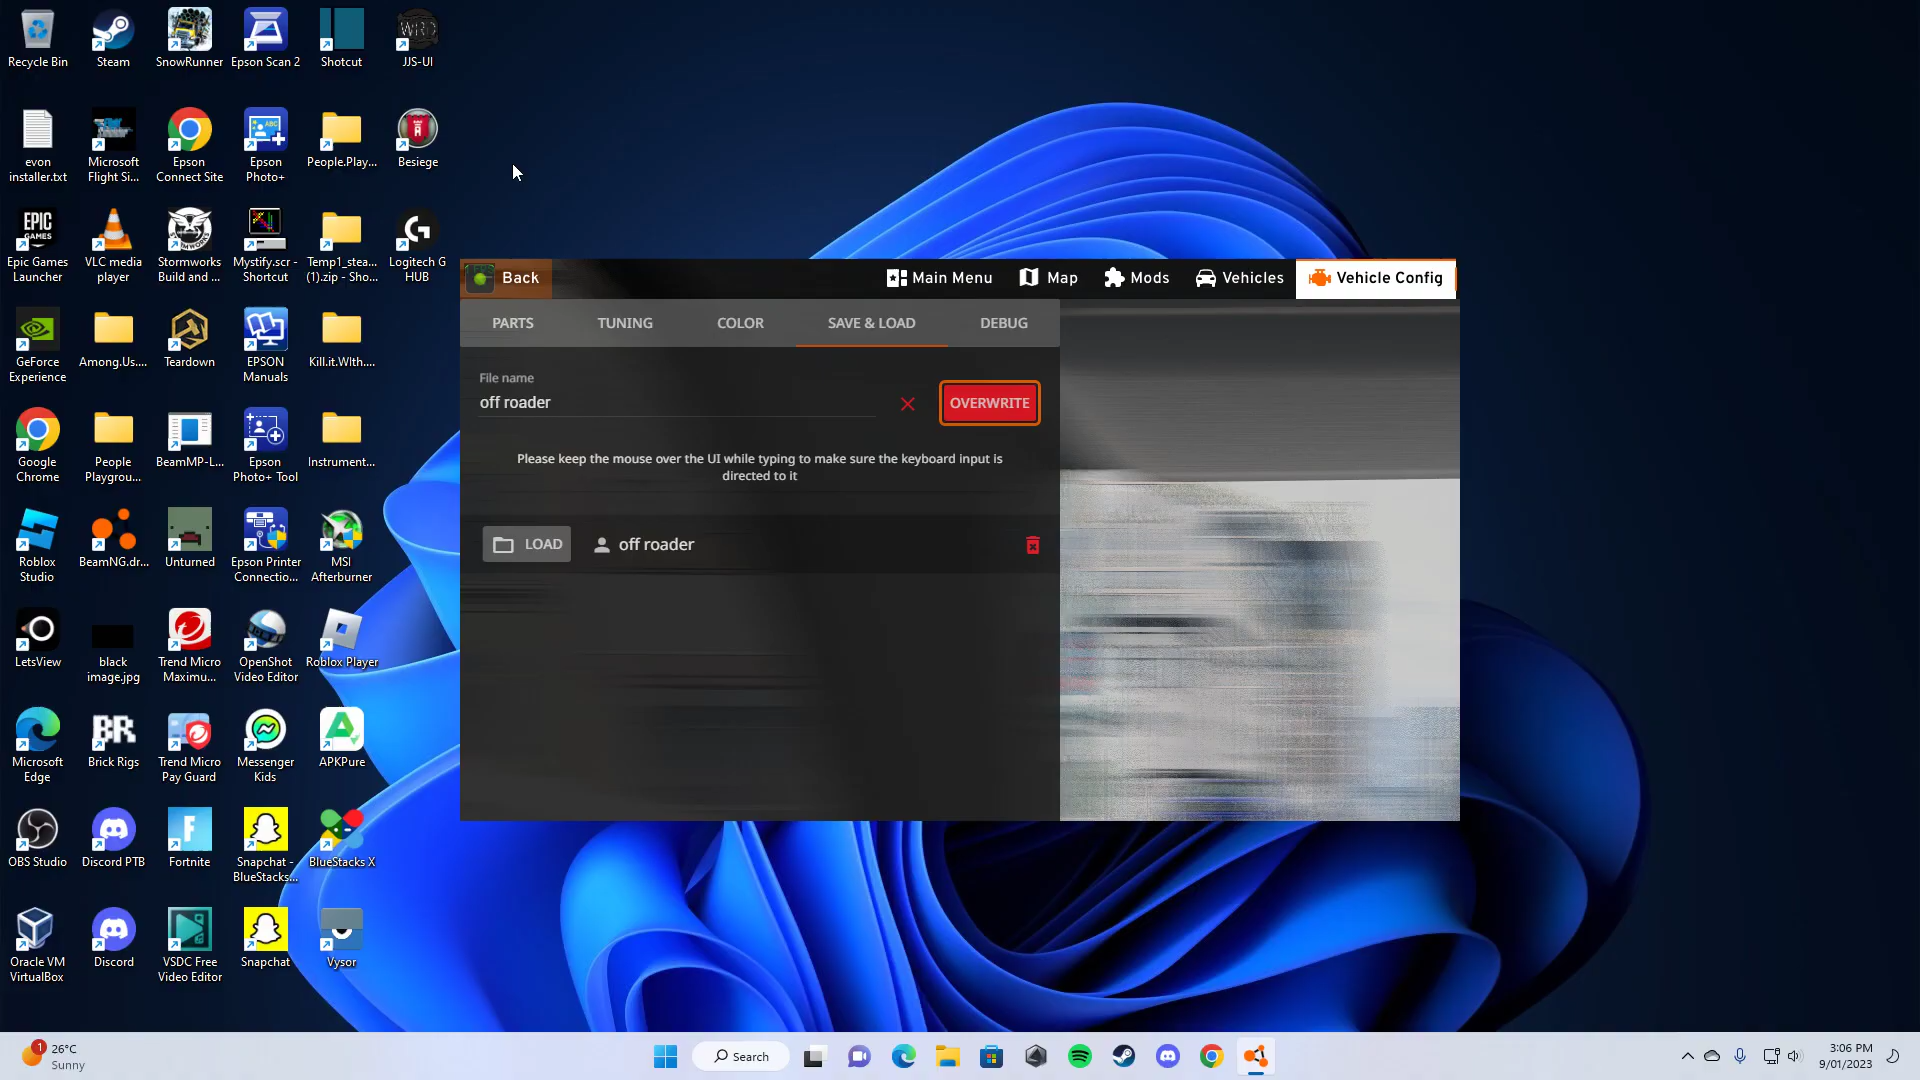 Recycle Bin
Steam
SnowRunner
Epson Scan 2
Shotcut
WRD
JJS-UI
evon
installer.txt
Microsoft
Flight Si...
Epson
Connect Site
ABC
Epson
Photo+
People.Play...
Besiege
EPIC
GAMES
Epic Games
Launcher
VLC media
player
STORMWORKS
Stormworks
Build and ...
Mystify.scr -
Shortcut
Temp1_stea...
(1).zip - Sho...
Logitech G
HUB
GeForce
Experience
Among.Us....
Teardown
EPSON
Manuals
Kill.it.With....
Google
Chrome
People
Playgrou...
BeamMP-L...
Epson
Photo+ Tool
Instrument...
Roblox
Studio
BeamNG.dr...
Unturned
Epson Printer
Connectio...
MSI
Afterburner
LetsView
black
image.jpg
Trend Micro
Maximu...
OpenShot
Video Editor
Roblox Player
Microsoft
Edge
BR
Brick Rigs
Trend Micro
Pay Guard
Messenger
Kids
APKPure
OBS Studio
Discord PTB
Fortnite
Snapchat -
BlueStacks...
BlueStacks X
Oracle VM
VirtualBox
Discord
VSDC Free
Video Editor
Snapchat
Vysor
Back
Main Menu
Map
Mods
Vehicles
Vehicle Config
PARTS
TUNING
COLOR
SAVE & LOAD
DEBUG
File name
off roader
OVERWRITE
Please keep the mouse over the UI while typing to make sure the keyboard input is
directed to it
LOAD
off roader
1
26°C
Sunny
Search
3:06 PM
9/01/2023